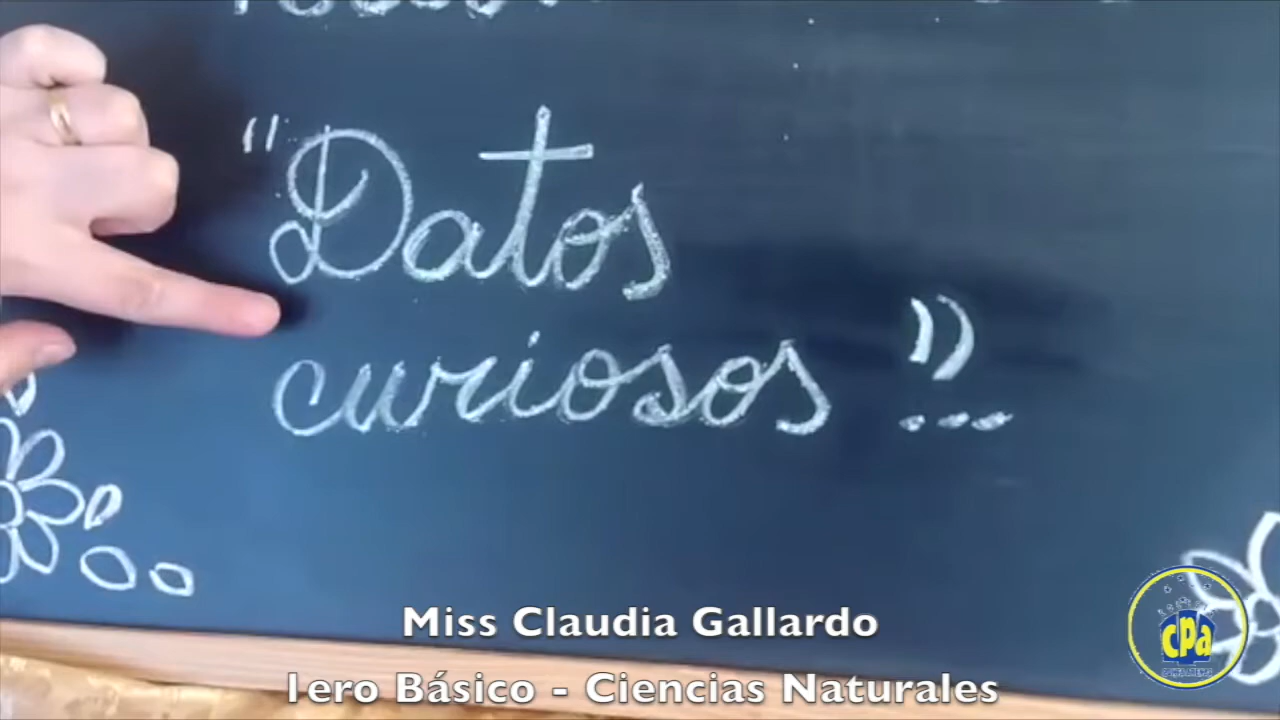 "Datos
curiosos"...
Miss Claudia Gallardo
1ero Básico - Ciencias Naturales
cpa